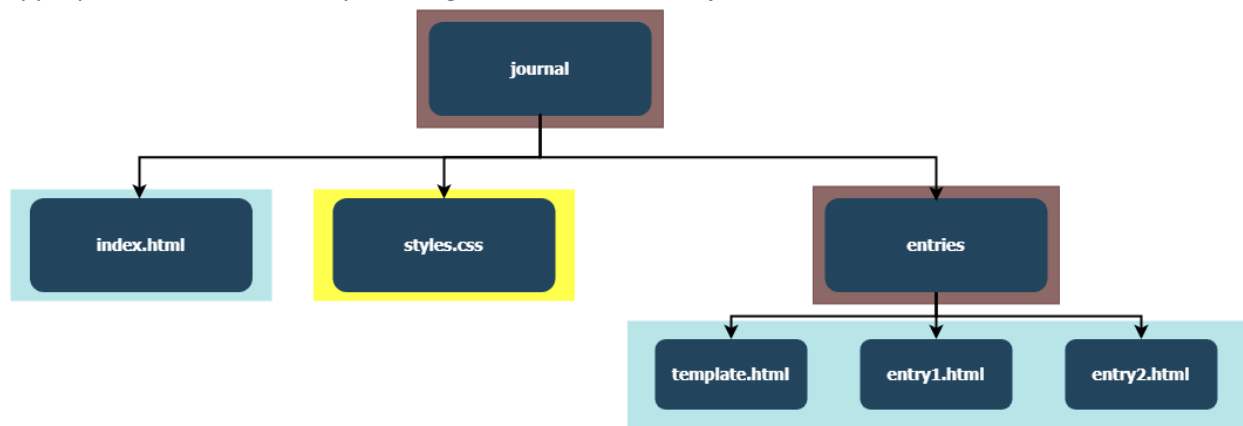 journal
index.html
styles.css
entries
template.html
entry1.html
entry2.html